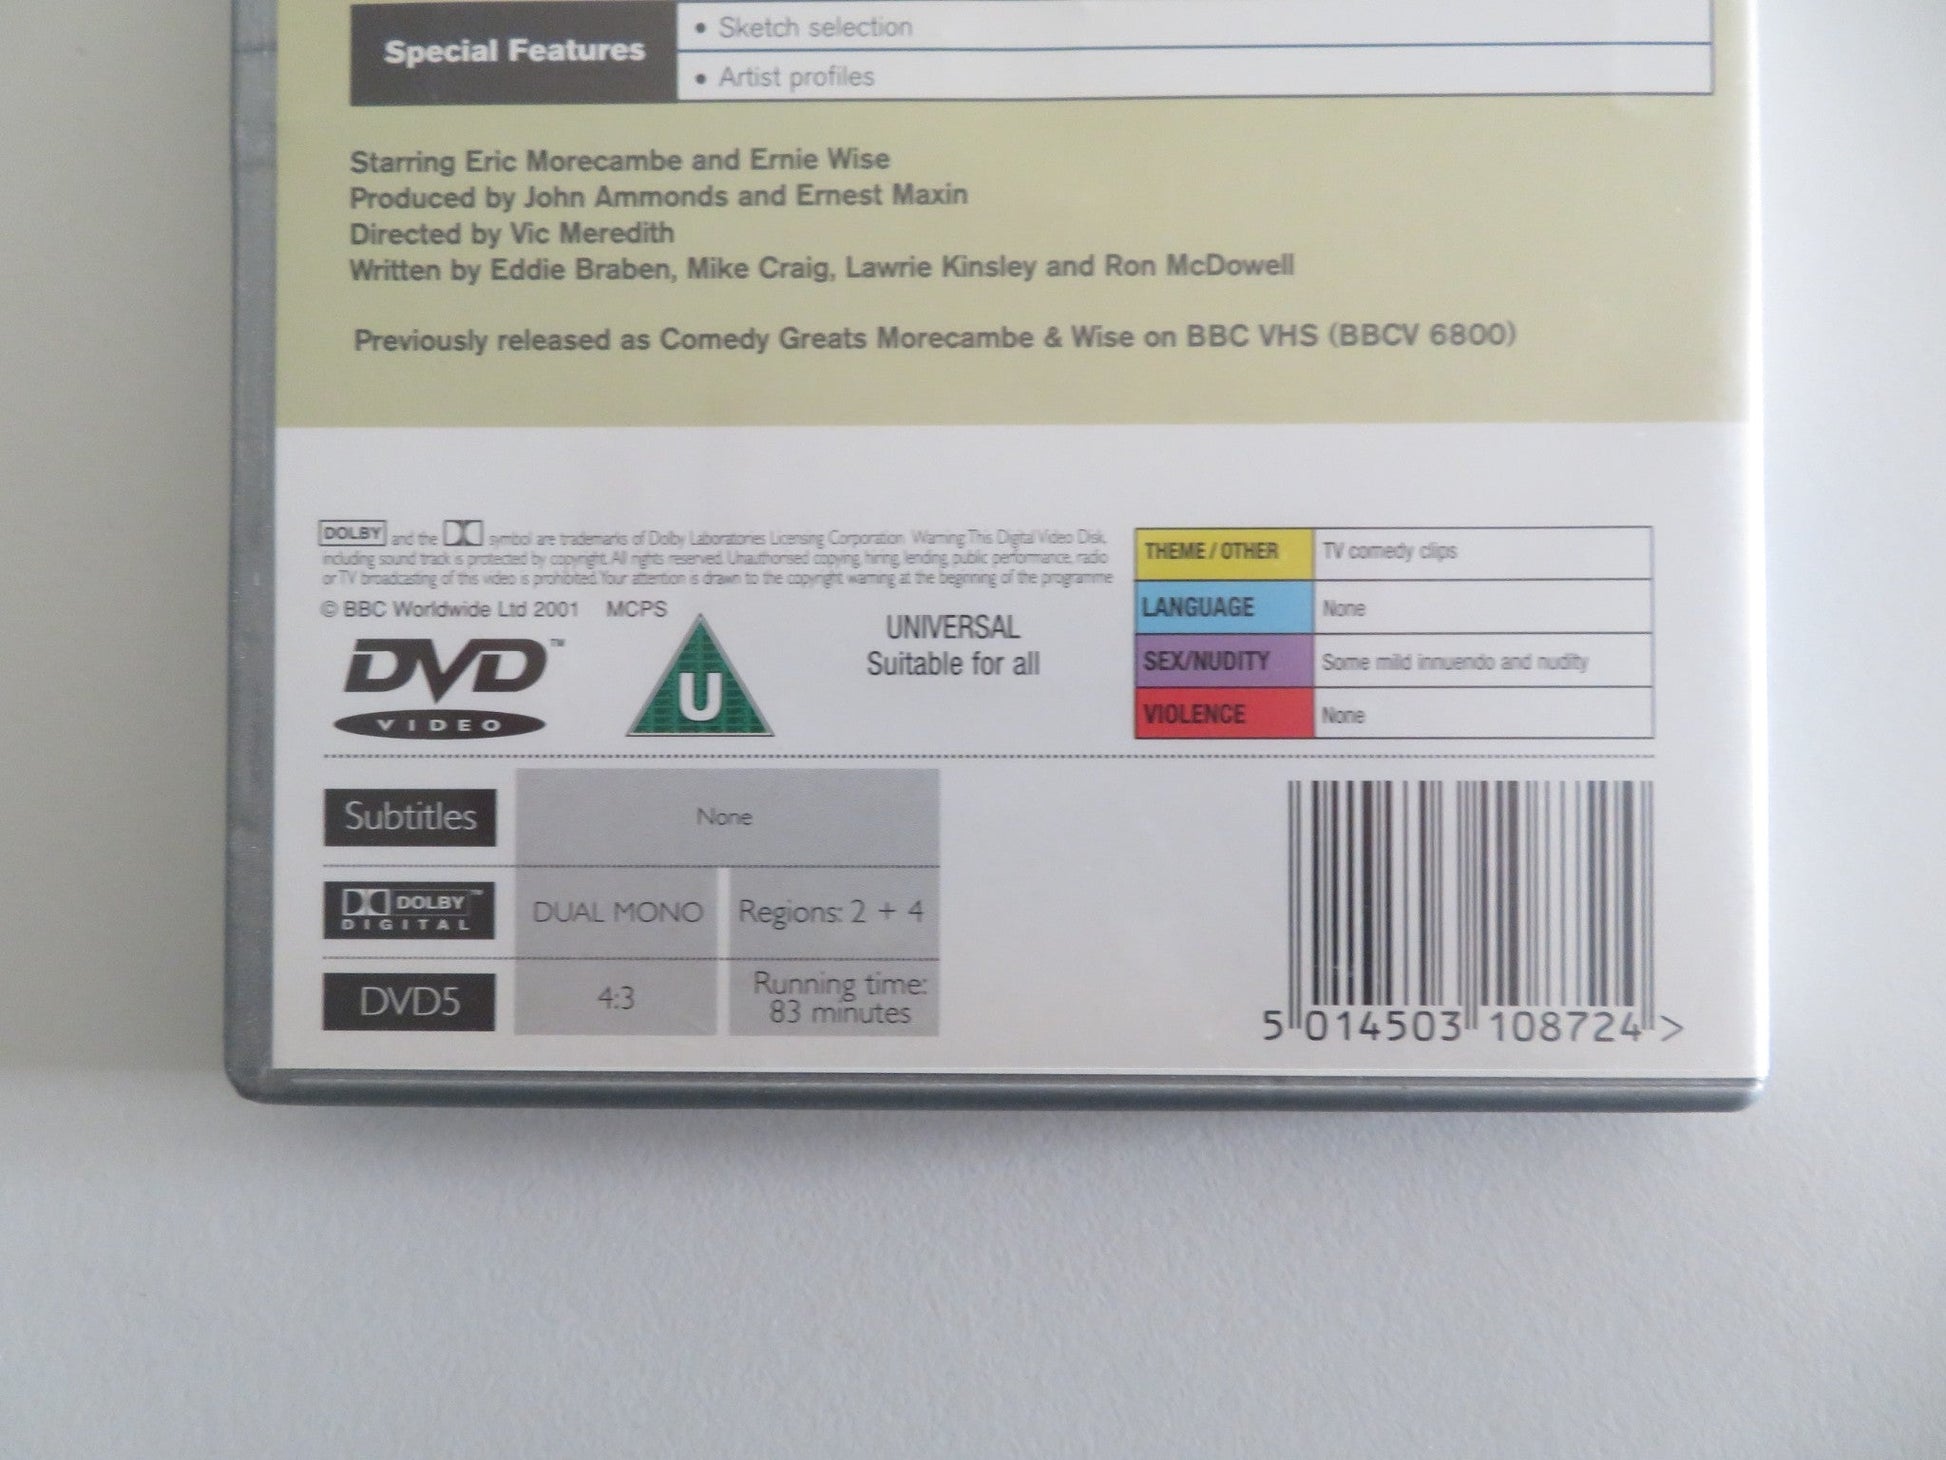 Special Features
• Sketch selection
• Artist profiles
Starring Eric Morecambe and Ernie Wise
Produced by John Ammonds and Ernest Maxin
Directed by Vic Meredith
Written by Eddie Braben, Mike Craig, Lawrie Kinsley and Ron McDowell
Previously released as Comedy Greats Morecambe & Wise on BBC VHS (BBCV 6800)
DOLBY and the symbol are trademarks of Dolby Laboratories Licensing Corporation Warning This Digital Video Disk,
including sound track is protected by copyright. All rights reserved. Unauthorised copying, hiring, lending, public performance, radio
or TV broadcasting of this video is prohibited. Your attention is drawn to the copyright warning at the beginning of the programme
© BBC Worldwide Ltd 2001 MCPS
DVD™
VIDEO
U
UNIVERSAL
Suitable for all
THEME / OTHER TV comedy clips
LANGUAGE None
SEX/NUDITY Some mild innuendo and nudity
VIOLENCE None
Subtitles None
DOLBY™
DIGITAL
DUAL MONO
Regions: 2 + 4
DVD5
4:3
Running time:
83 minutes
5 014503 108724 >